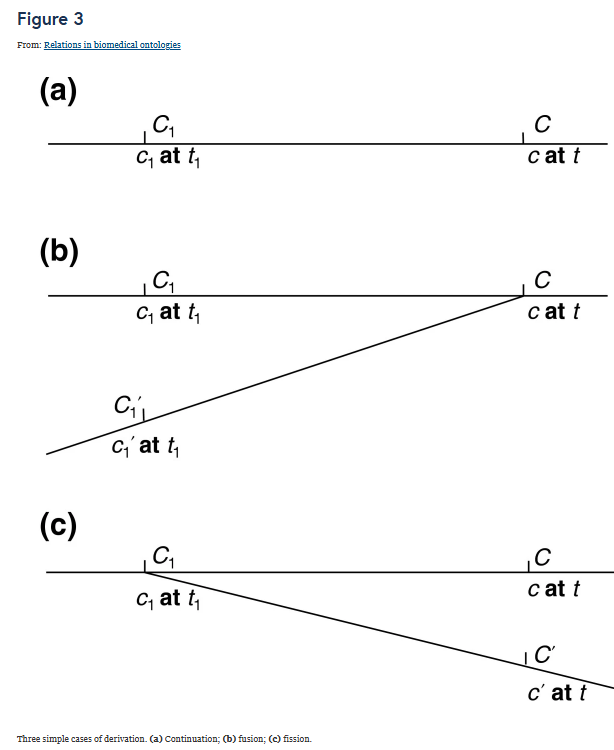 Figure 3
From: Relations in biomedical ontologies
(a)
C₁ C
c₁ at t₁ c at t
(b)
C₁ C
c₁ at t₁ c at t
C₁′
c₁′ at t₁
(c)
C₁ C
c₁ at t₁ c at t
C′
c′ at t
Three simple cases of derivation. (a) Continuation; (b) fusion; (c) fission.